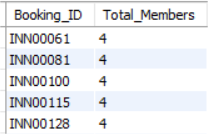 Booking_ID Total_Members
INN00061 4
INN00081 4
INN00100 4
INN00115 4
INN00128 4